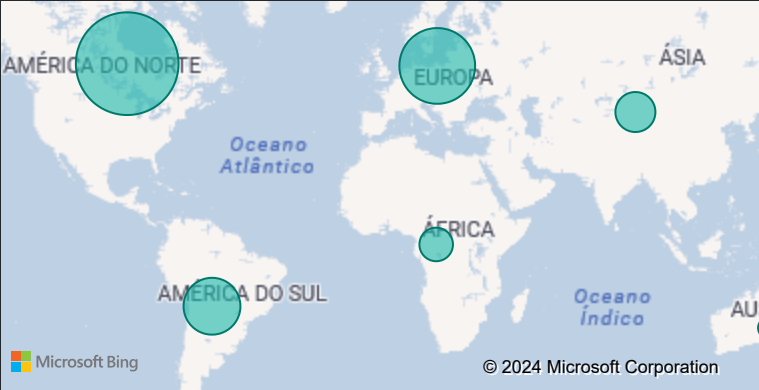 ÁSIA
AMÉRICA DO NORTE
EUROPA
Oceano
Atlântico
ÁFRICA
AMÉRICA DO SUL
Oceano
Índico
AU
Microsoft Bing
© 2024 Microsoft Corporation